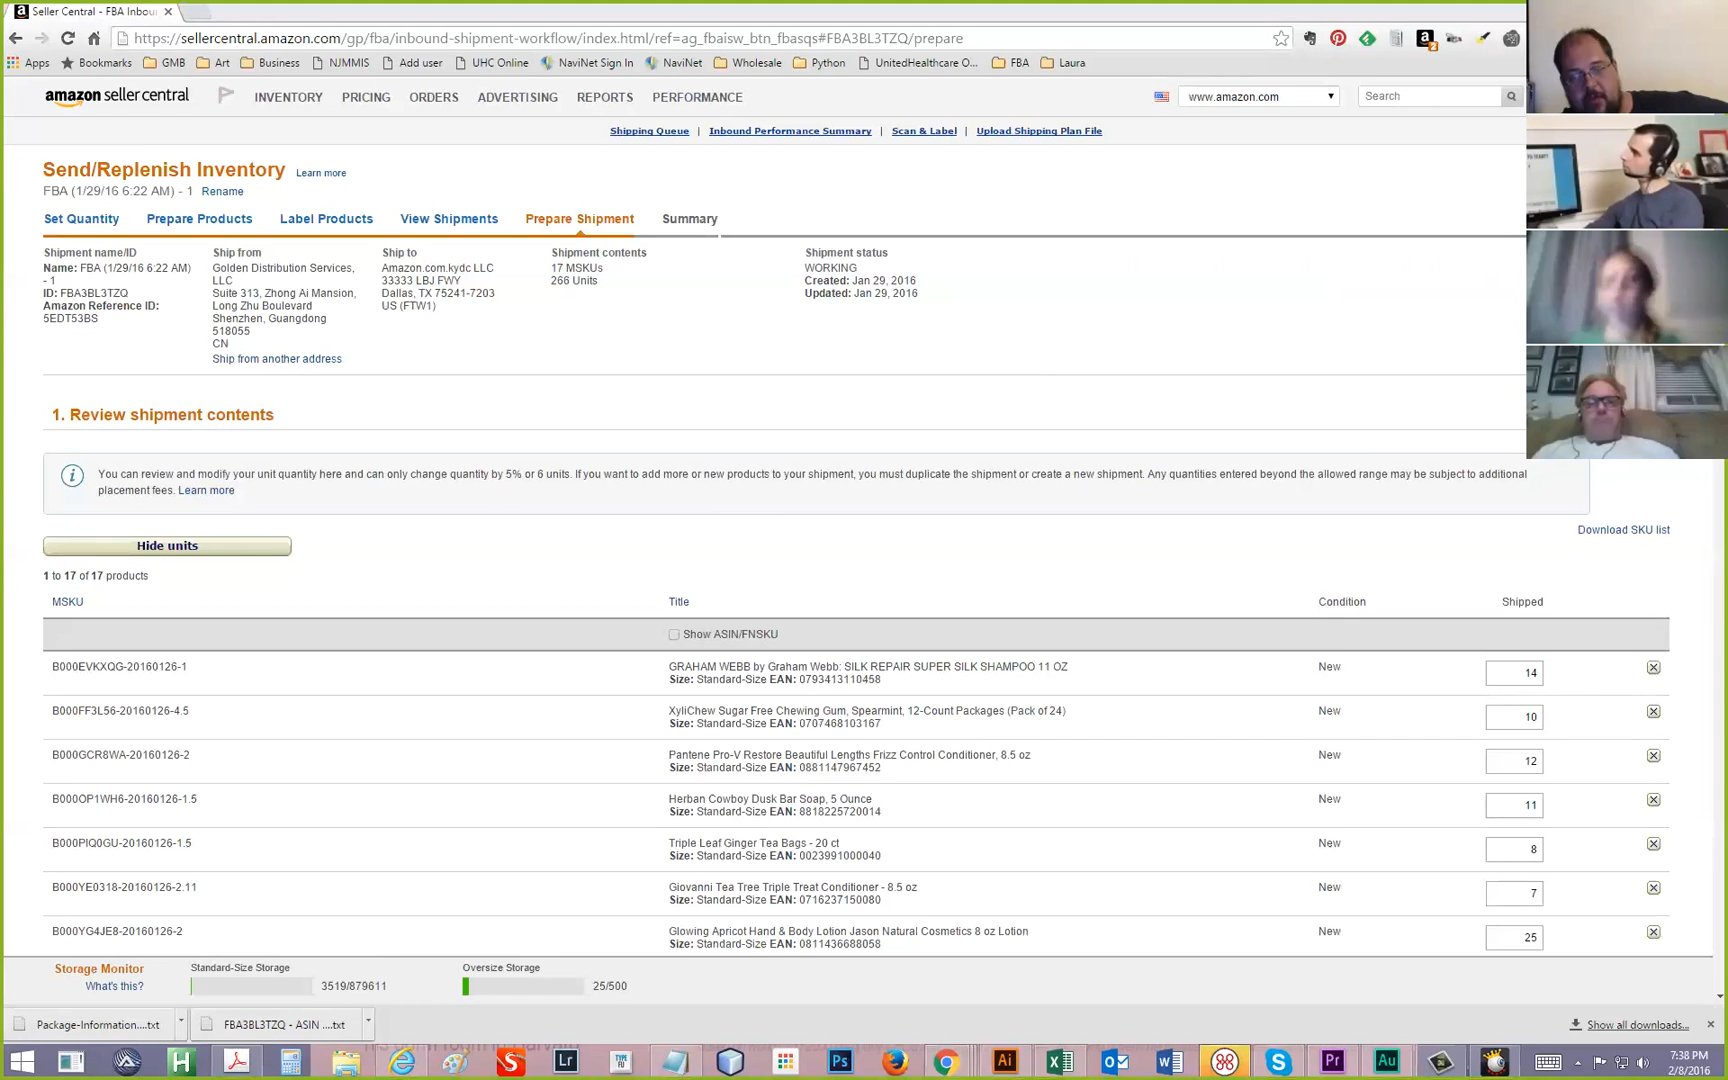 Seller Central - FBA Inbou
https://sellercentral.amazon.com/gp/fba/inbound-shipment-workflow/index.html/ref=ag_fbaisw_btn_fbasqs#FBA3BL3TZQ/prepare
Apps Bookmarks GMB Art Business NJMMIS Add user UHC Online NaviNet Sign In NaviNet Wholesale Python UnitedHealthcare O... FBA Laura
amazon seller central INVENTORY PRICING ORDERS ADVERTISING REPORTS PERFORMANCE www.amazon.com Search
Shipping Queue | Inbound Performance Summary | Scan & Label | Upload Shipping Plan File
Send/Replenish Inventory Learn more
FBA (1/29/16 6:22 AM) - 1 Rename
Set Quantity Prepare Products Label Products View Shipments Prepare Shipment Summary
Shipment name/ID Ship from Ship to Shipment contents Shipment status
Name: FBA (1/29/16 6:22 AM) Golden Distribution Services, Amazon.com.kydc LLC 17 MSKUs WORKING
- 1 LLC 33333 LBJ FWY 266 Units Created: Jan 29, 2016
ID: FBA3BL3TZQ Suite 313, Zhong Ai Mansion, Dallas, TX 75241-7203 Updated: Jan 29, 2016
Amazon Reference ID: Long Zhu Boulevard US (FTW1)
5EDT53BS Shenzhen, Guangdong
518055
CN
Ship from another address
1. Review shipment contents
You can review and modify your unit quantity here and can only change quantity by 5% or 6 units. If you want to add more or new products to your shipment, you must duplicate the shipment or create a new shipment. Any quantities entered beyond the allowed range may be subject to additional
placement fees. Learn more
Download SKU list
Hide units
1 to 17 of 17 products
MSKU Title Condition Shipped
Show ASIN/FNSKU
B000EVKXQG-20160126-1 GRAHAM WEBB by Graham Webb: SILK REPAIR SUPER SILK SHAMPOO 11 OZ New 14
Size: Standard-Size EAN: 0793413110458
B000FF3L56-20160126-4.5 XyliChew Sugar Free Chewing Gum, Spearmint, 12-Count Packages (Pack of 24) New 10
Size: Standard-Size EAN: 0707468103167
B000GCR8WA-20160126-2 Pantene Pro-V Restore Beautiful Lengths Frizz Control Conditioner, 8.5 oz New 12
Size: Standard-Size EAN: 0881147967452
B000OP1WH6-20160126-1.5 Herban Cowboy Dusk Bar Soap, 5 Ounce New 11
Size: Standard-Size EAN: 8818225720014
B000PIQ0GU-20160126-1.5 Triple Leaf Ginger Tea Bags - 20 ct New 8
Size: Standard-Size EAN: 0023991000040
B000YE0318-20160126-2.11 Giovanni Tea Tree Triple Treat Conditioner - 8.5 oz New 7
Size: Standard-Size EAN: 0716237150080
B000YG4JE8-20160126-2 Glowing Apricot Hand & Body Lotion Jason Natural Cosmetics 8 oz Lotion New 25
Size: Standard-Size EAN: 0811436688058
Storage Monitor Standard-Size Storage Oversize Storage
What's this? 3519/879611 25/500
Package-Information....txt FBA3BL3TZQ - ASIN ....txt Show all downloads...
H Lr TYPE Ps Ai Pr Au
7:38 PM
2/8/2016